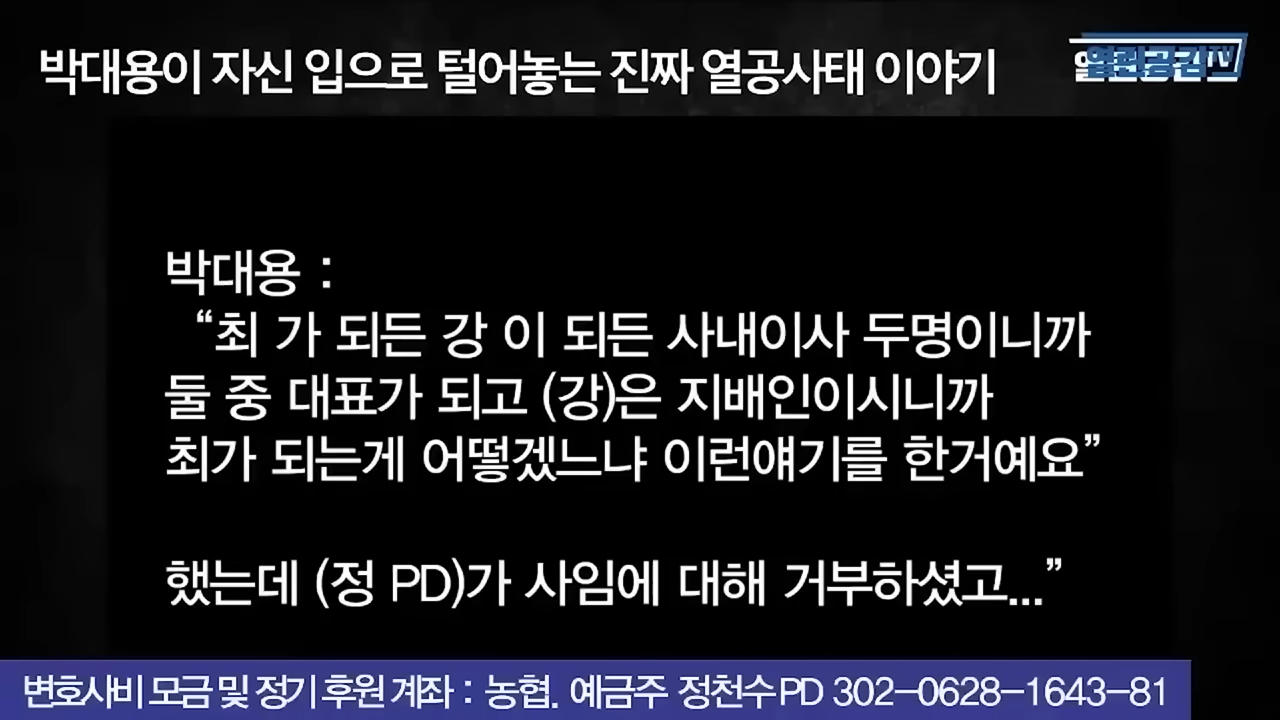 박대용이 자신 입으로 털어놓는 진짜 열공사태 이야기
열린공감TV
박대용 :
“최 가 되든 강 이 되든 사내이사 두명이니까
둘 중 대표가 되고 (강)은 지배인이시니까
최가 되는게 어떻겠느냐 이런얘기를 한거예요”
했는데 (정 PD)가 사임에 대해 거부하셨고...”
변호사비 모금 및 정기 후원 계좌 : 농협. 예금주 정천수PD 302-0628-1643-81